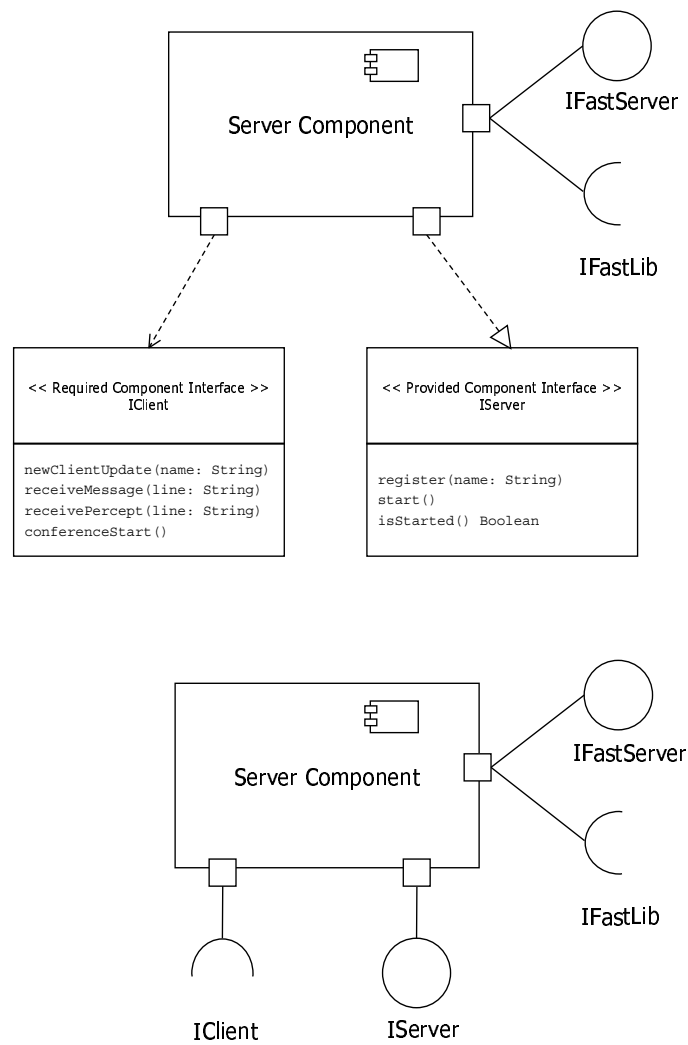 IFastServer
Server Component
IFastLib
<< Required Component Interface >>
IClient
newClientUpdate(name: String)
receiveMessage(line: String)
receivePercept(line: String)
conferenceStart()
<< Provided Component Interface >>
IServer
register(name: String)
start()
isStarted() Boolean
IFastServer
Server Component
IFastLib
IClient
IServer